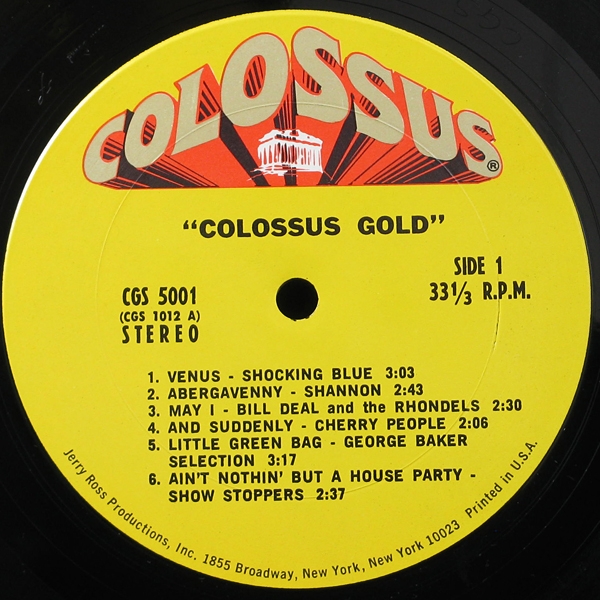 COLOSSUS®
"COLOSSUS GOLD"
CGS 5001
(CGS 1012 A)
STEREO
SIDE 1
33 1/3 R.P.M.
1. VENUS - SHOCKING BLUE 3:03
2. ABERGAVENNY - SHANNON 2:43
3. MAY I - BILL DEAL and the RHONDELS 2:30
4. AND SUDDENLY - CHERRY PEOPLE 2:06
5. LITTLE GREEN BAG - GEORGE BAKER
SELECTION 3:17
6. AIN'T NOTHIN' BUT A HOUSE PARTY -
SHOW STOPPERS 2:37
Jerry Ross Productions, Inc. 1855 Broadway, New York, New York 10023 Printed in U.S.A.